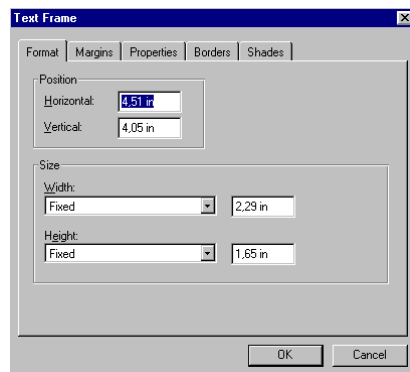 Text Frame
Format Margins Properties Borders Shades
Position
Horizontal: 4,51 in
Vertical: 4,05 in
Size
Width:
Fixed 2,29 in
Height:
Fixed 1,65 in
OK Cancel